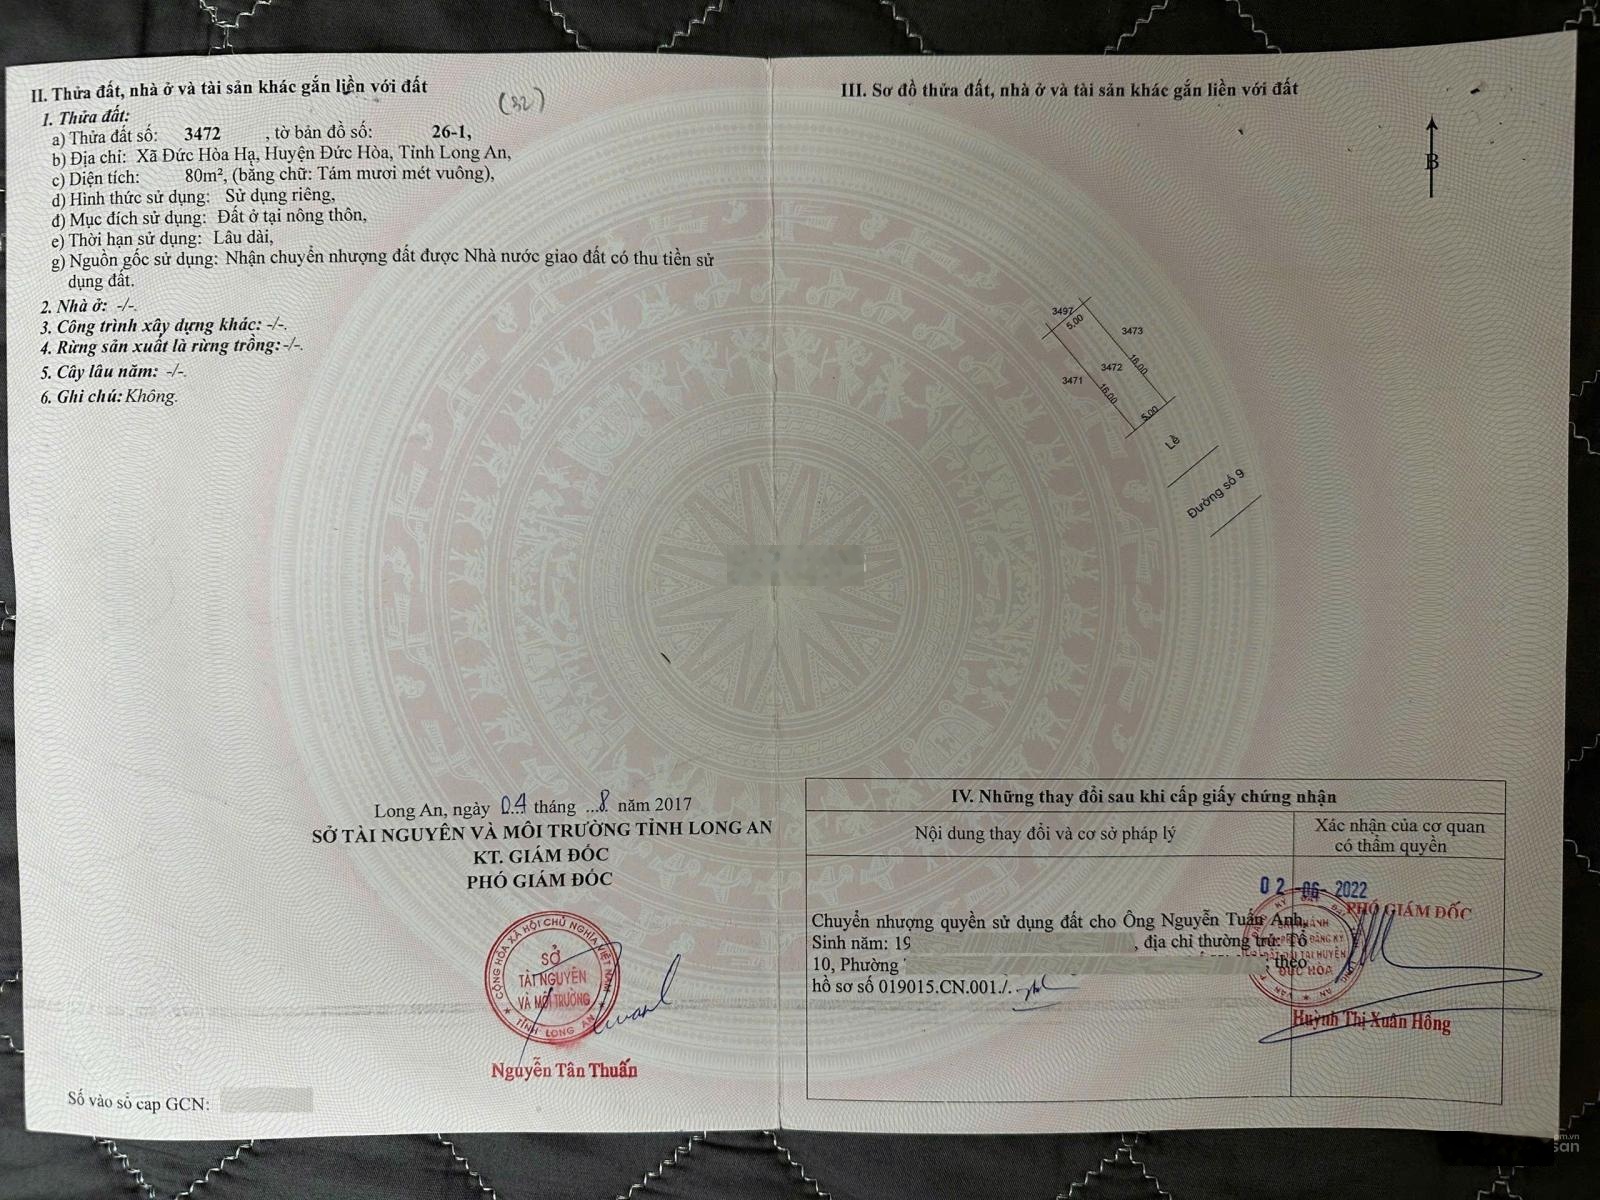 II. Thửa đất, nhà ở và tài sản khác gắn liền với đất
(32)
1. Thửa đất:
a) Thửa đất số: 3472 , tờ bản đồ số: 26-1,
b) Địa chỉ: Xã Đức Hòa Hạ, Huyện Đức Hòa, Tỉnh Long An,
c) Diện tích: 80m², (bằng chữ: Tám mươi mét vuông),
d) Hình thức sử dụng: Sử dụng riêng,
đ) Mục đích sử dụng: Đất ở tại nông thôn,
e) Thời hạn sử dụng: Lâu dài,
g) Nguồn gốc sử dụng: Nhận chuyển nhượng đất được Nhà nước giao đất có thu tiền sử
dụng đất.
2. Nhà ở: -/-.
3. Công trình xây dựng khác: -/-.
4. Rừng sản xuất là rừng trồng: -/-.
5. Cây lâu năm: -/-.
6. Ghi chú: Không.
Long An, ngày 04 tháng ...8 năm 2017
SỞ TÀI NGUYÊN VÀ MÔI TRƯỜNG TỈNH LONG AN
KT. GIÁM ĐỐC
PHÓ GIÁM ĐỐC
CỘNG HÒA XÃ HỘI CHỦ NGHĨA VIỆT NAM
SỞ
TÀI NGUYÊN
VÀ MÔI TRƯỜNG
TỈNH LONG AN
Nguyễn Tân Thuấn
Số vào sổ cap GCN:
III. Sơ đồ thửa đất, nhà ở và tài sản khác gắn liền với đất
B
3497
5.00
3473
16.00
3472
3471
16.00
5.00
Lề
Đường số 9
IV. Những thay đổi sau khi cấp giấy chứng nhận
Nội dung thay đổi và cơ sở pháp lý
Xác nhận của cơ quan
có thẩm quyền
02 -06- 2022
PHÓ GIÁM ĐỐC
Chuyển nhượng quyền sử dụng đất cho Ông Nguyễn Tuấn Anh,
Sinh năm: 19 , địa chỉ thường trú: Tổ
10, Phường ; theo
hồ sơ số 019015.CN.001./.
ĐỨC HÒA
Huỳnh Thị Xuân Hồng